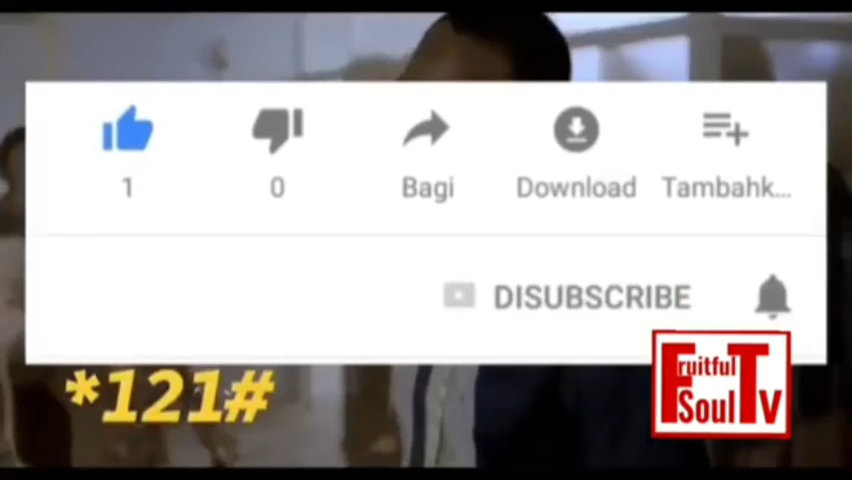 1
0
Bagi
Download
Tambahk...
DISUBSCRIBE
*121#
Fruitful
Soul TV